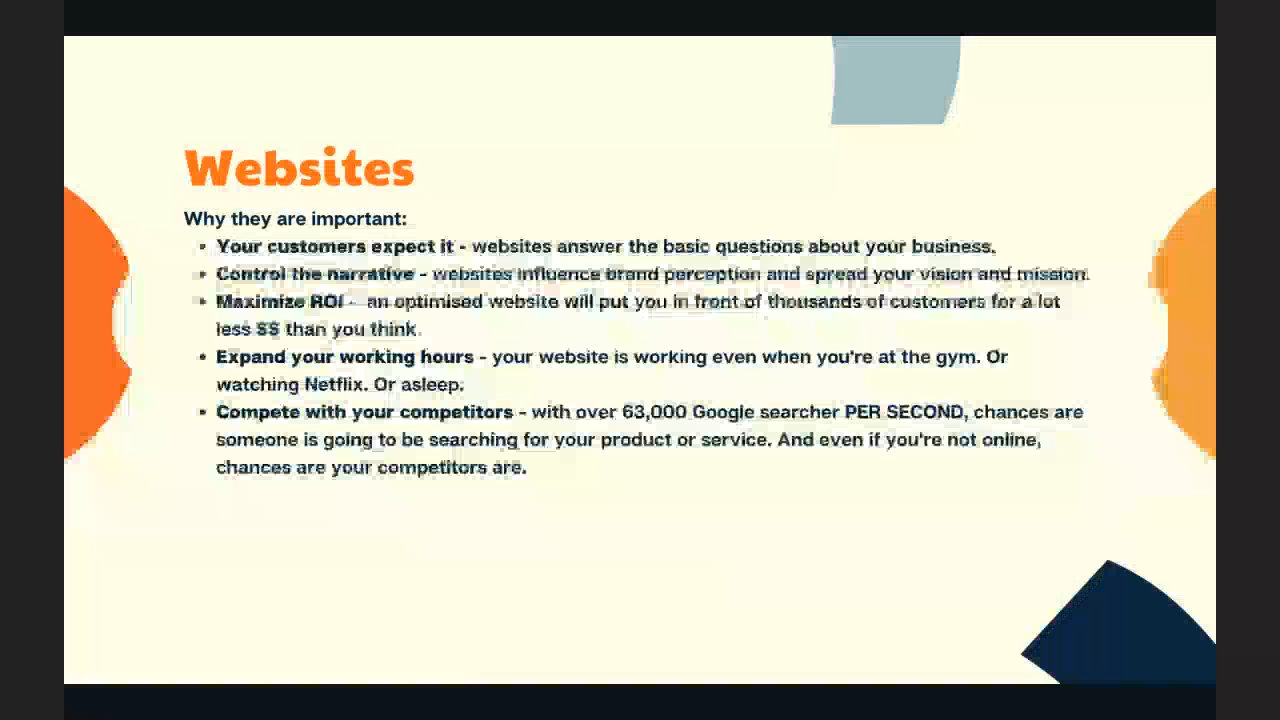 Websites
Why they are important:
• Your customers expect it - websites answer the basic questions about your business.
• Control the narrative - websites influence brand perception and spread your vision and mission.
• Maximize ROI - an optimised website will put you in front of thousands of customers for a lot
less $$ than you think.
• Expand your working hours - your website is working even when you're at the gym. Or
watching Netflix. Or asleep.
• Compete with your competitors - with over 63,000 Google searcher PER SECOND, chances are
someone is going to be searching for your product or service. And even if you're not online,
chances are your competitors are.